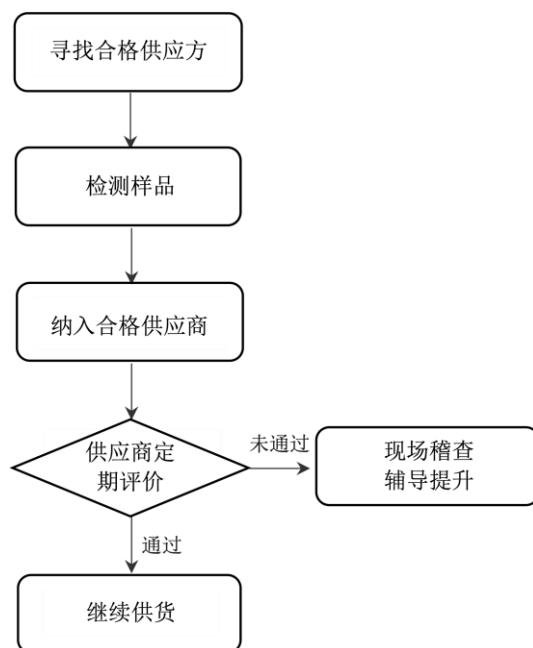 寻找合格供应方
检测样品
纳入合格供应商
供应商定
期评价
未通过
现场稽查
辅导提升
通过
继续供货